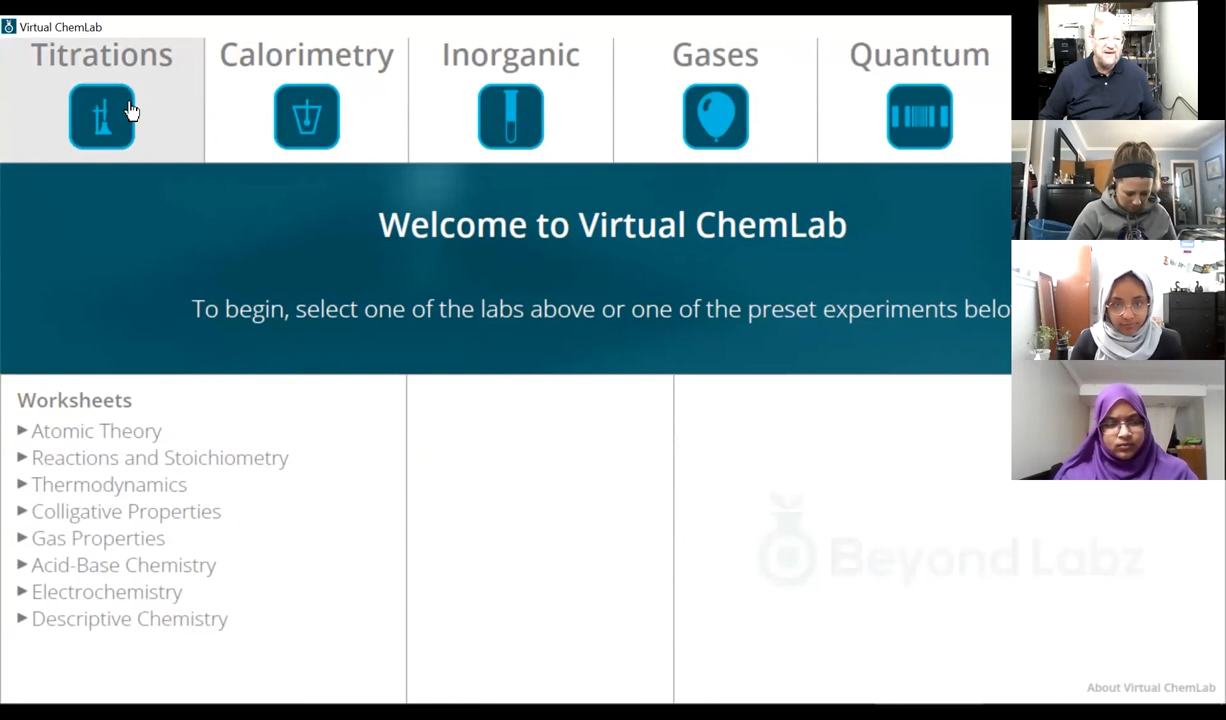 Virtual ChemLab
Titrations
Calorimetry
Inorganic
Gases
Quantum
Welcome to Virtual ChemLab
To begin, select one of the labs above or one of the preset experiments belo
Worksheets
Atomic Theory
Reactions and Stoichiometry
Thermodynamics
Colligative Properties
Gas Properties
Acid-Base Chemistry
Electrochemistry
Descriptive Chemistry
Beyond Labz
About Virtual ChemLab